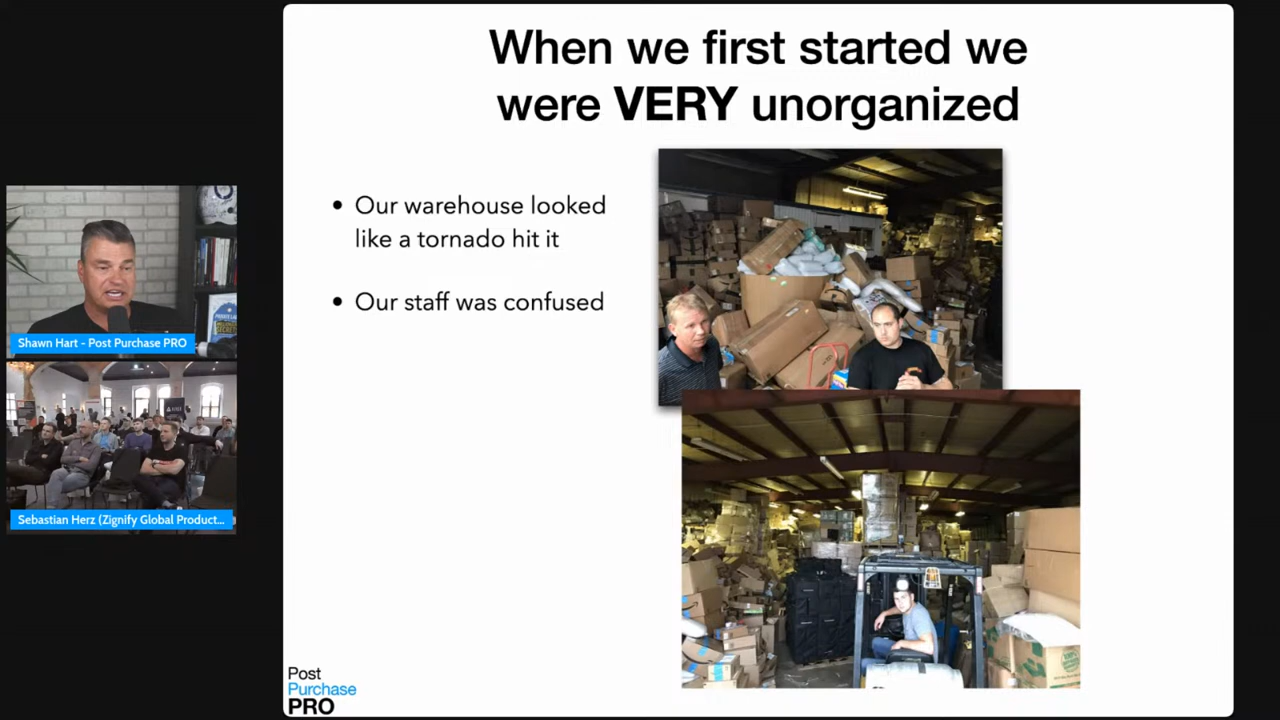 When we first started we
were VERY unorganized
• Our warehouse looked
like a tornado hit it
• Our staff was confused
Shawn Hart - Post Purchase PRO
Sebastian Herz (Zignify Global Product...
Post
Purchase
PRO